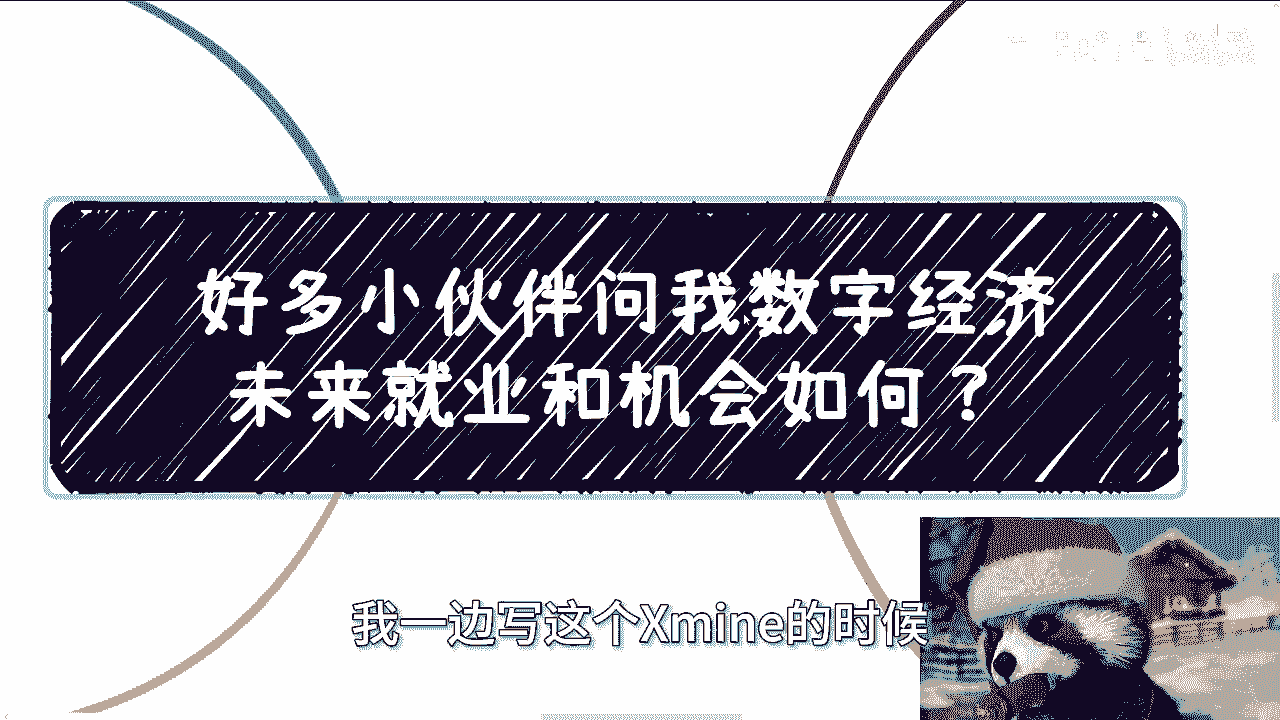 好多小伙伴问我数字经济
未来就业和机会如何？
我一边写这个Xmine的时候